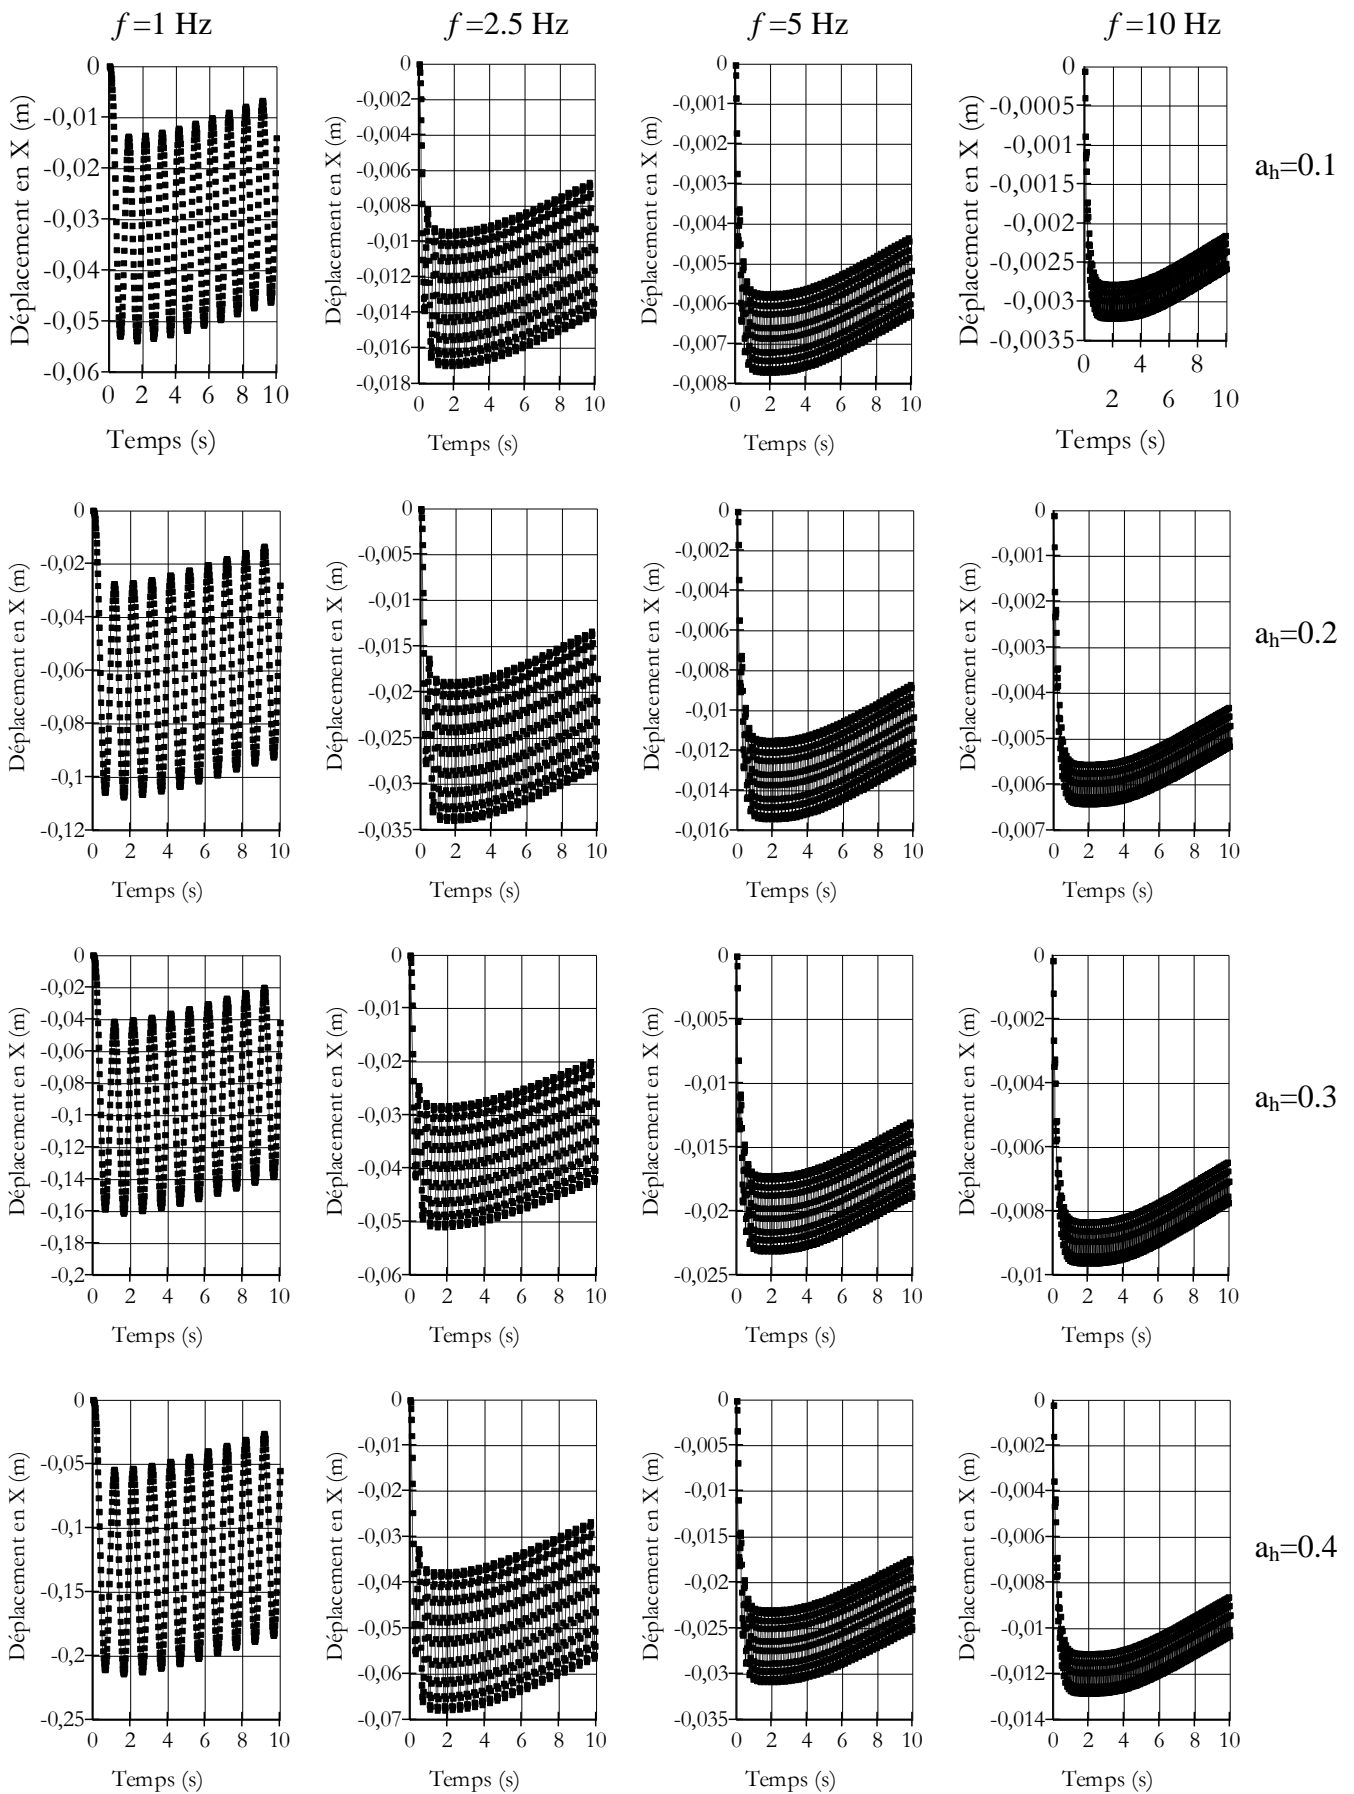 f=1 Hz
f=2.5 Hz
f=5 Hz
f=10 Hz
Déplacement en X (m)
0
-0,01
-0,02
-0,03
-0,04
-0,05
-0,06
0 2 4 6 8 10
Temps (s)
Déplacement en X (m)
0
-0,002
-0,004
-0,006
-0,008
-0,01
-0,012
-0,014
-0,016
-0,018
0 2 4 6 8 10
Temps (s)
Déplacement en X (m)
0
-0,001
-0,002
-0,003
-0,004
-0,005
-0,006
-0,007
-0,008
0 2 4 6 8 10
Temps (s)
Déplacement en X (m)
0
-0,0005
-0,001
-0,0015
-0,002
-0,0025
-0,003
-0,0035
0 4 8
2 6 10
Temps (s)
ah=0.1
Déplacement en X (m)
0
-0,02
-0,04
-0,06
-0,08
-0,1
-0,12
0 2 4 6 8 10
Temps (s)
Déplacement en X (m)
0
-0,005
-0,01
-0,015
-0,02
-0,025
-0,03
-0,035
0 2 4 6 8 10
Temps (s)
Déplacement en X (m)
0
-0,002
-0,004
-0,006
-0,008
-0,01
-0,012
-0,014
-0,016
0 2 4 6 8 10
Temps (s)
Déplacement en X (m)
0
-0,001
-0,002
-0,003
-0,004
-0,005
-0,006
-0,007
0 2 4 6 8 10
Temps (s)
ah=0.2
Déplacement en X (m)
0
-0,02
-0,04
-0,06
-0,08
-0,1
-0,12
-0,14
-0,16
-0,18
-0,2
0 2 4 6 8 10
Temps (s)
Déplacement en X (m)
0
-0,01
-0,02
-0,03
-0,04
-0,05
-0,06
0 2 4 6 8 10
Temps (s)
Déplacement en X (m)
0
-0,005
-0,01
-0,015
-0,02
-0,025
0 2 4 6 8 10
Temps (s)
Déplacement en X (m)
0
-0,002
-0,004
-0,006
-0,008
-0,01
0 2 4 6 8 10
Temps (s)
ah=0.3
Déplacement en X (m)
0
-0,05
-0,1
-0,15
-0,2
-0,25
0 2 4 6 8 10
Temps (s)
Déplacement en X (m)
0
-0,01
-0,02
-0,03
-0,04
-0,05
-0,06
-0,07
0 2 4 6 8 10
Temps (s)
Déplacement en X (m)
0
-0,005
-0,01
-0,015
-0,02
-0,025
-0,03
-0,035
0 2 4 6 8 10
Temps (s)
Déplacement en X (m)
0
-0,002
-0,004
-0,006
-0,008
-0,01
-0,012
-0,014
0 2 4 6 8 10
Temps (s)
ah=0.4